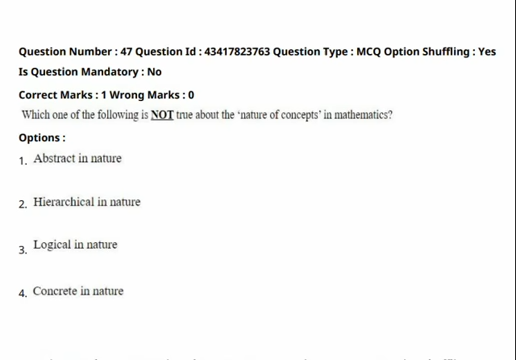 Question Number : 47 Question Id : 43417823763 Question Type : MCQ Option Shuffling : Yes
Is Question Mandatory : No
Correct Marks : 1 Wrong Marks : 0
Which one of the following is NOT true about the ‘nature of concepts’ in mathematics?
Options :
1. Abstract in nature
2. Hierarchical in nature
3. Logical in nature
4. Concrete in nature